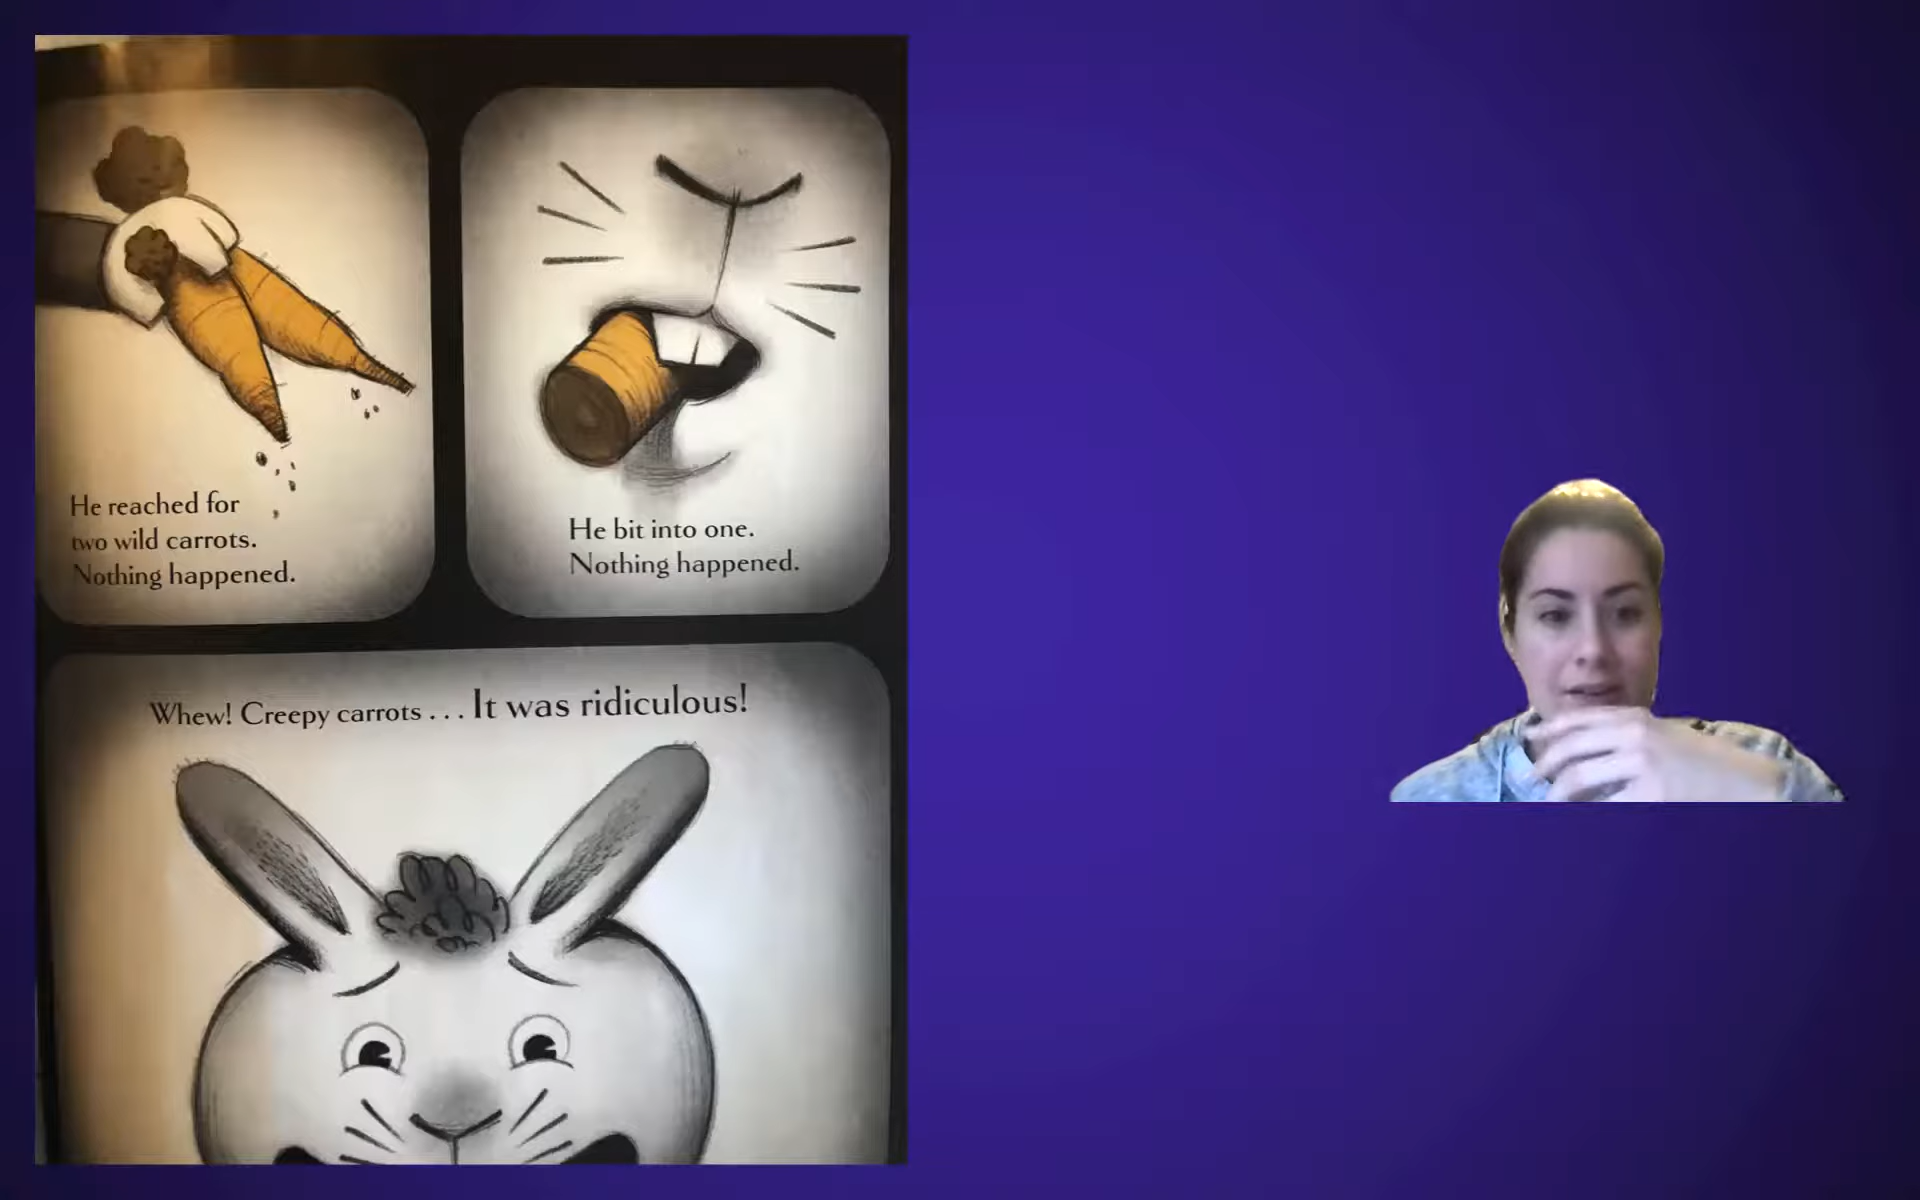 He reached for
two wild carrots.
Nothing happened.
He bit into one.
Nothing happened.
Whew! Creepy carrots . . . It was ridiculous!